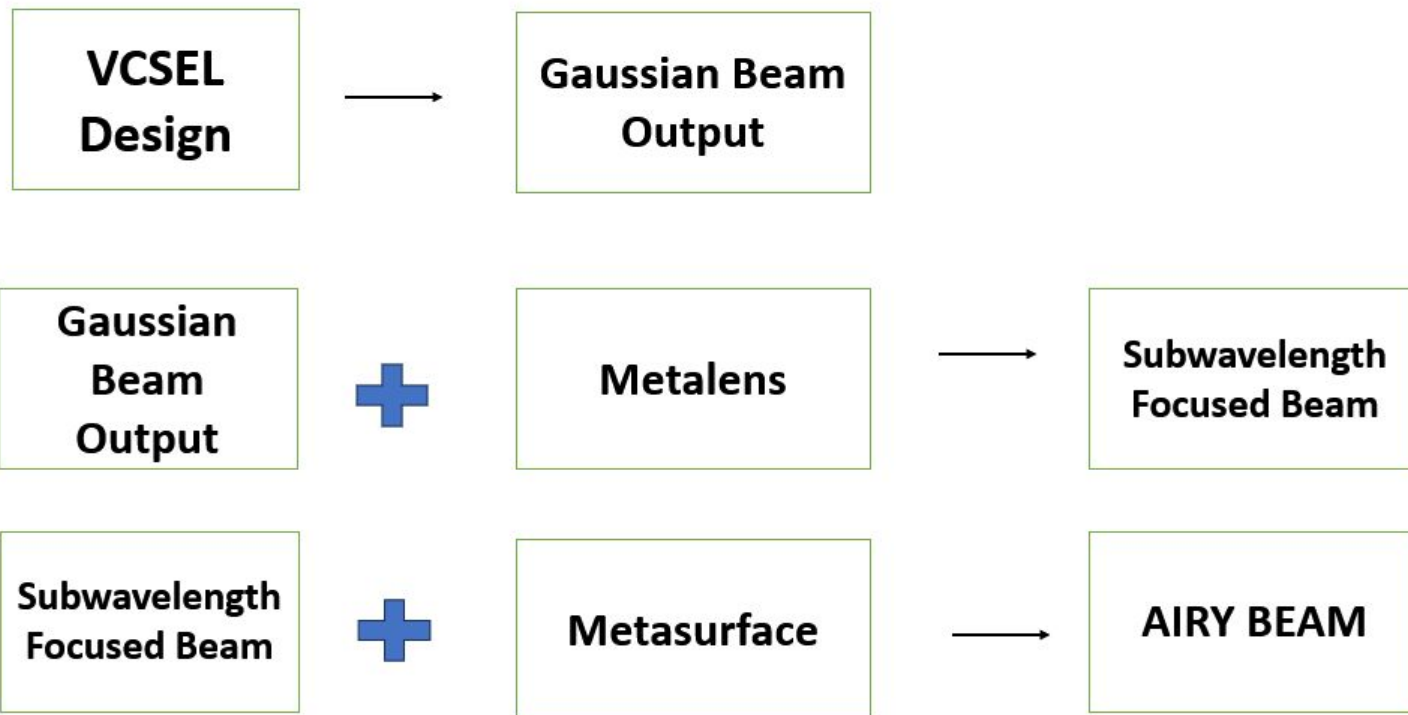 VCSEL
Design
Gaussian Beam
Output
Gaussian
Beam
Output
Metalens
Subwavelength
Focused Beam
Subwavelength
Focused Beam
Metasurface
AIRY BEAM